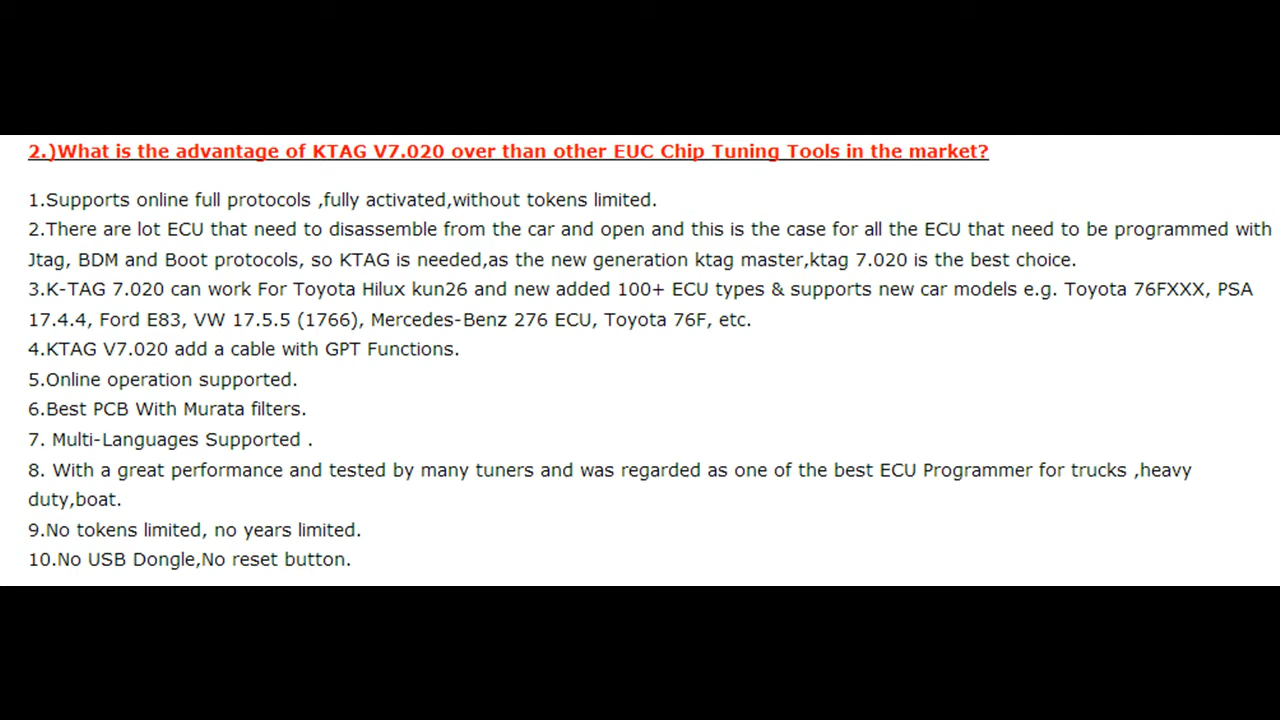 2.)What is the advantage of KTAG V7.020 over than other EUC Chip Tuning Tools in the market?
1.Supports online full protocols ,fully activated,without tokens limited.
2.There are lot ECU that need to disassemble from the car and open and this is the case for all the ECU that need to be programmed with
Jtag, BDM and Boot protocols, so KTAG is needed,as the new generation ktag master,ktag 7.020 is the best choice.
3.K-TAG 7.020 can work For Toyota Hilux kun26 and new added 100+ ECU types & supports new car models e.g. Toyota 76FXXX, PSA
17.4.4, Ford E83, VW 17.5.5 (1766), Mercedes-Benz 276 ECU, Toyota 76F, etc.
4.KTAG V7.020 add a cable with GPT Functions.
5.Online operation supported.
6.Best PCB With Murata filters.
7. Multi-Languages Supported .
8. With a great performance and tested by many tuners and was regarded as one of the best ECU Programmer for trucks ,heavy
duty,boat.
9.No tokens limited, no years limited.
10.No USB Dongle,No reset button.